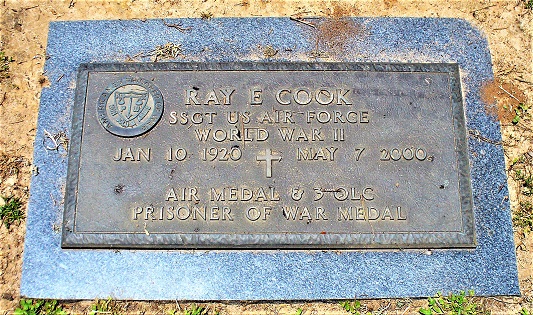 RAY E COOK
SSGT US AIR FORCE
WORLD WAR II
JAN 10 1920 MAY 7 2000
AIR MEDAL & 3 OLC
PRISONER OF WAR MEDAL